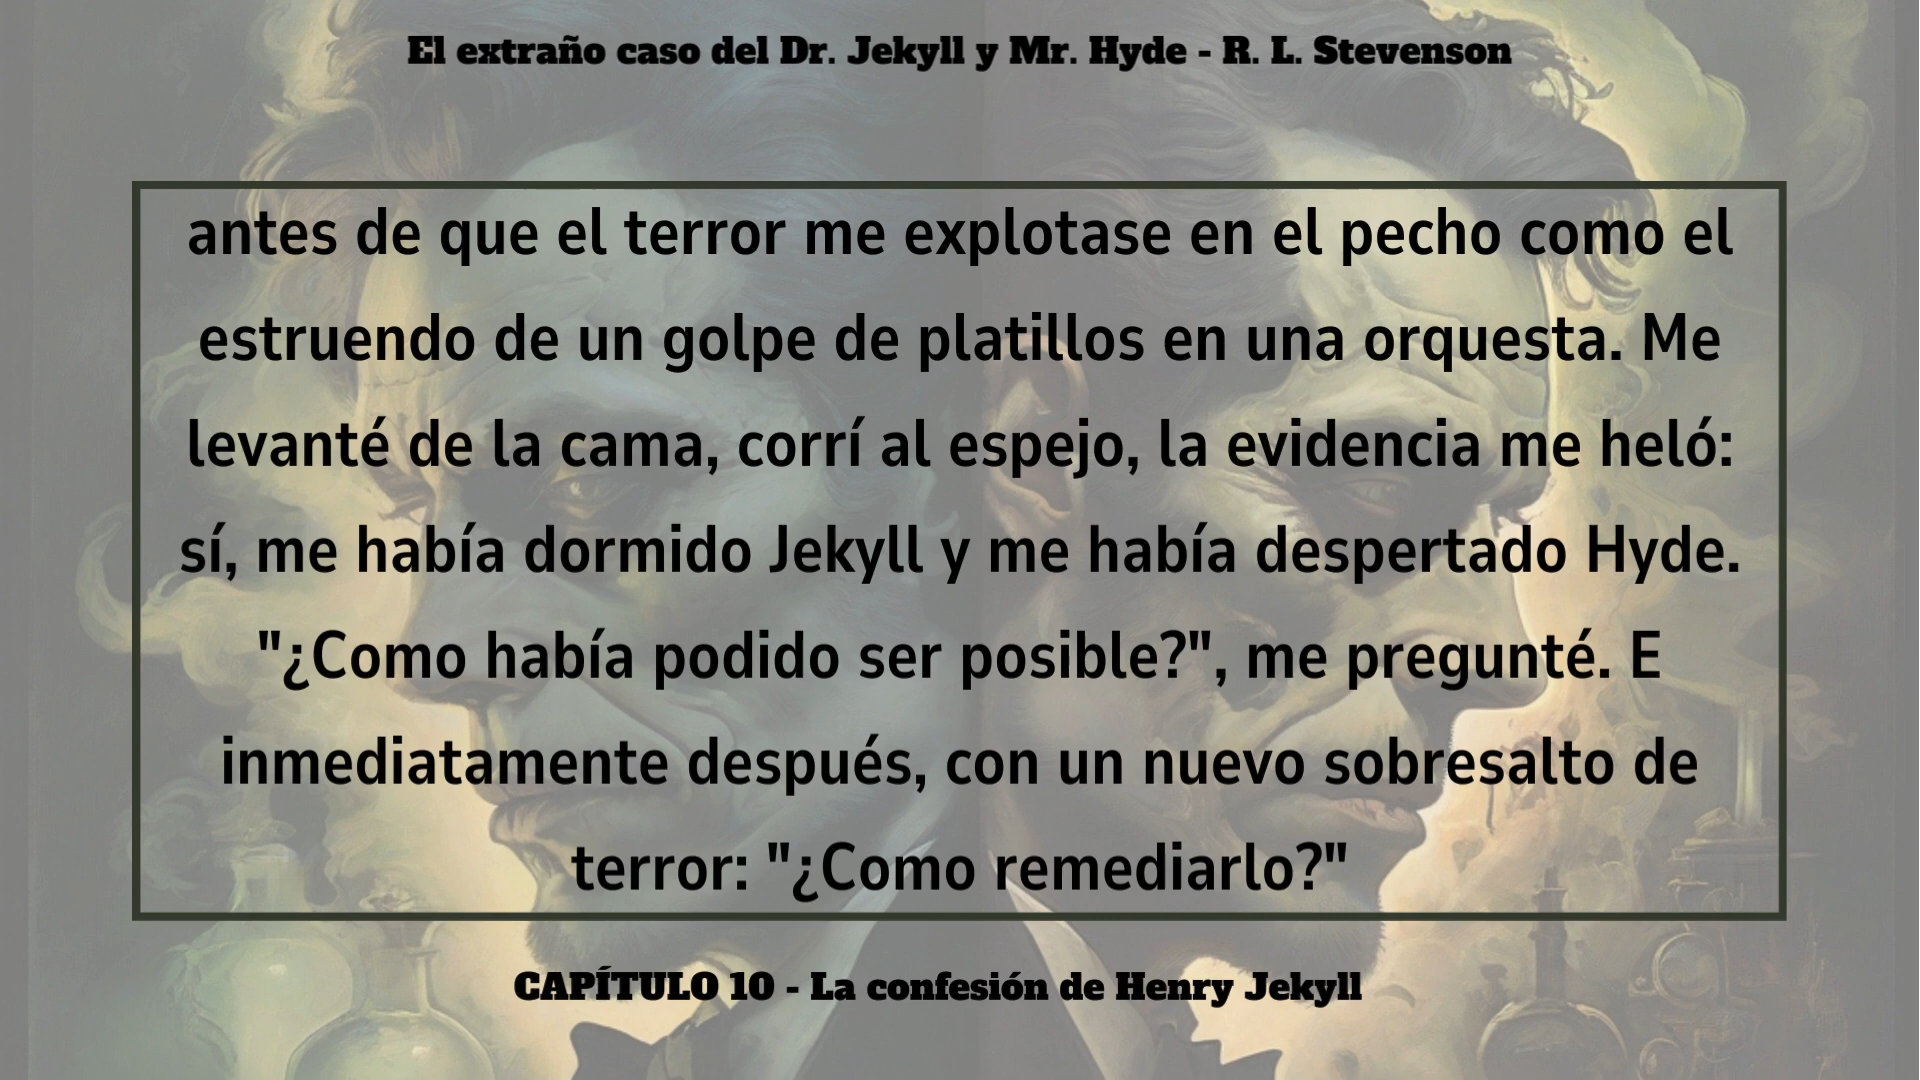 El extraño caso del Dr. Jekyll y Mr. Hyde - R. L. Stevenson
antes de que el terror me explotase en el pecho como el
estruendo de un golpe de platillos en una orquesta. Me
levanté de la cama, corrí al espejo, la evidencia me heló:
sí, me había dormido Jekyll y me había despertado Hyde.
"¿Como había podido ser posible?", me pregunté. E
inmediatamente después, con un nuevo sobresalto de
terror: "¿Como remediarlo?"
CAPÍTULO 10 - La confesión de Henry Jekyll